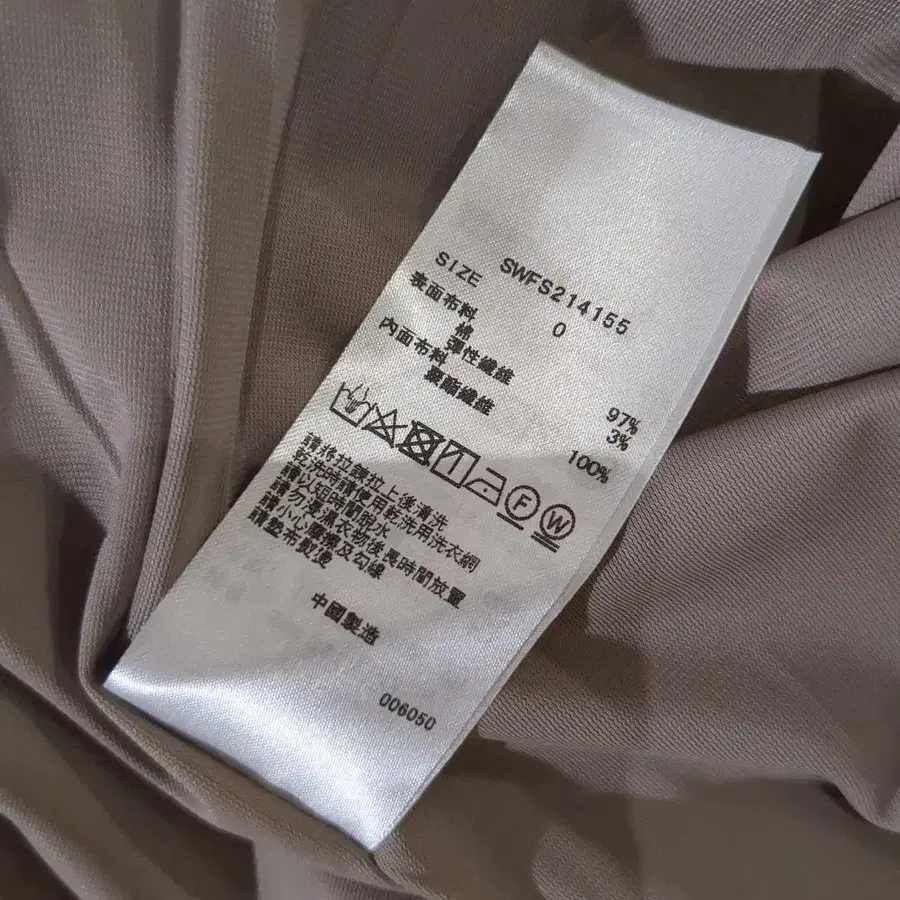 SWFS214155
SIZE 0
表面布料
棉 97%
彈性纖維 3%
內面布料
聚酯纖維 100%
F W
請將拉鍊拉上後清洗
乾洗時請使用乾洗用洗衣網
請以短時間脫水
請勿浸濕衣物後長時間放置
請小心摩擦及勾線
請墊布熨燙
中國製造
006050